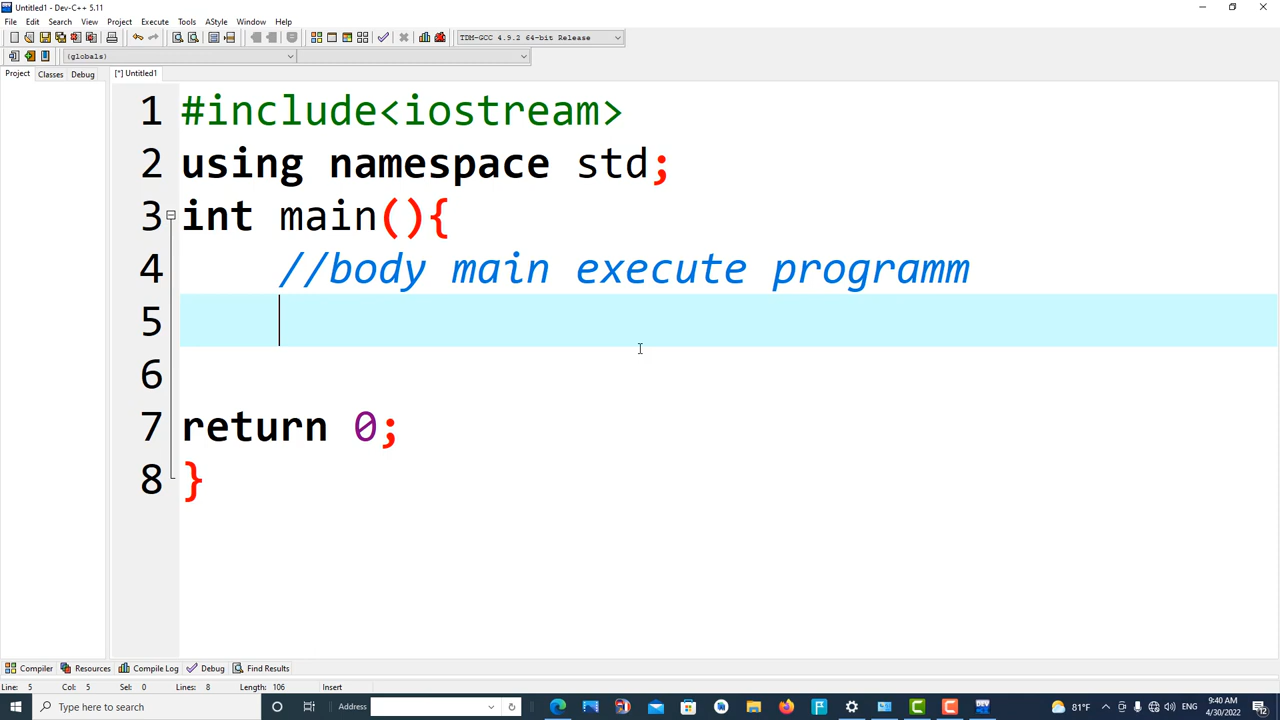 Untitled1 - Dev-C++ 5.11
File Edit Search View Project Execute Tools AStyle Window Help
TDM-GCC 4.9.2 64-bit Release
(globals)
Project Classes Debug [*] Untitled1
1 #include<iostream>
2 using namespace std;
3 int main(){
4 //body main execute programm
5
6
7 return 0;
8 }
Compiler Resources Compile Log Debug Find Results
Line: 5 Col: 5 Sel: 0 Lines: 8 Length: 106 Insert
Type here to search Address 81°F ENG 9:40 AM
4/30/2022